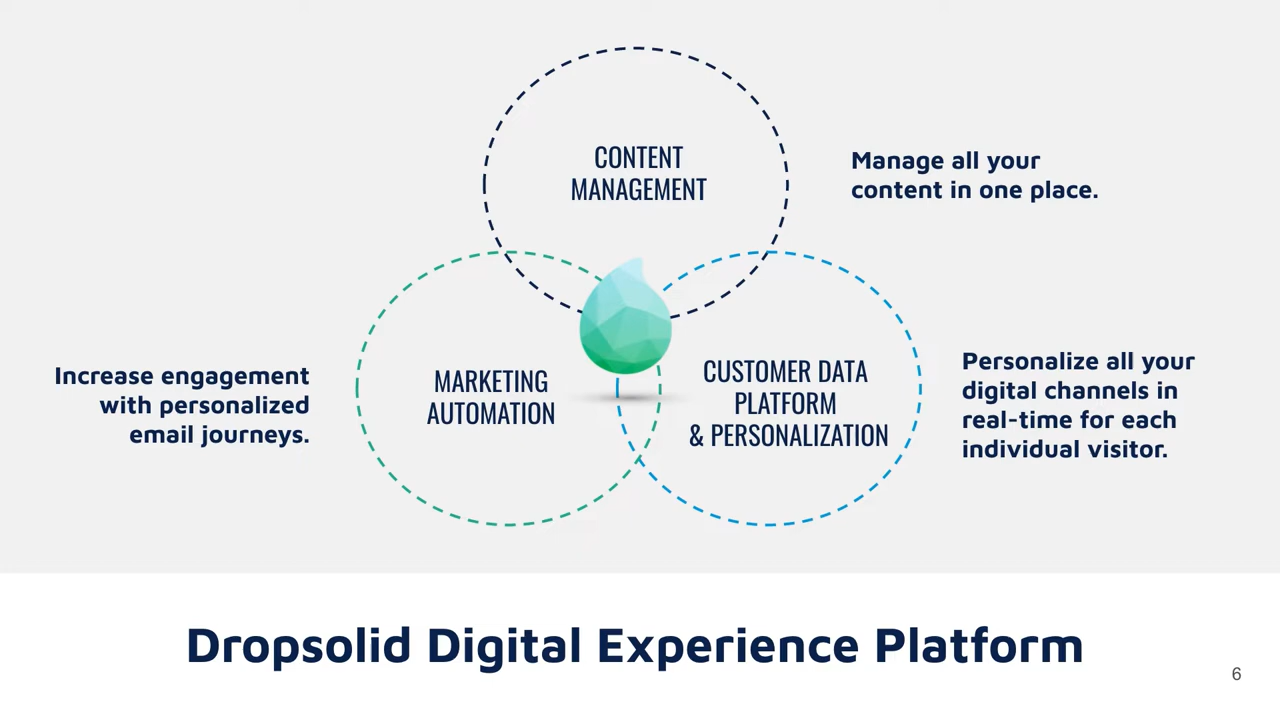 CONTENT
MANAGEMENT
Manage all your
content in one place.
Increase engagement
with personalized
email journeys.
MARKETING
AUTOMATION
CUSTOMER DATA
PLATFORM
& PERSONALIZATION
Personalize all your
digital channels in
real-time for each
individual visitor.
Dropsolid Digital Experience Platform
6